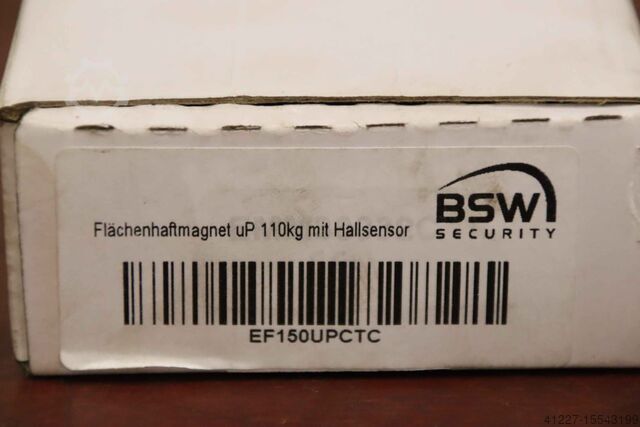 BSW
SECURITY
Flächenhaftmagnet uP 110kg mit Hallsensor
EF150UPCTC
41227-15543199